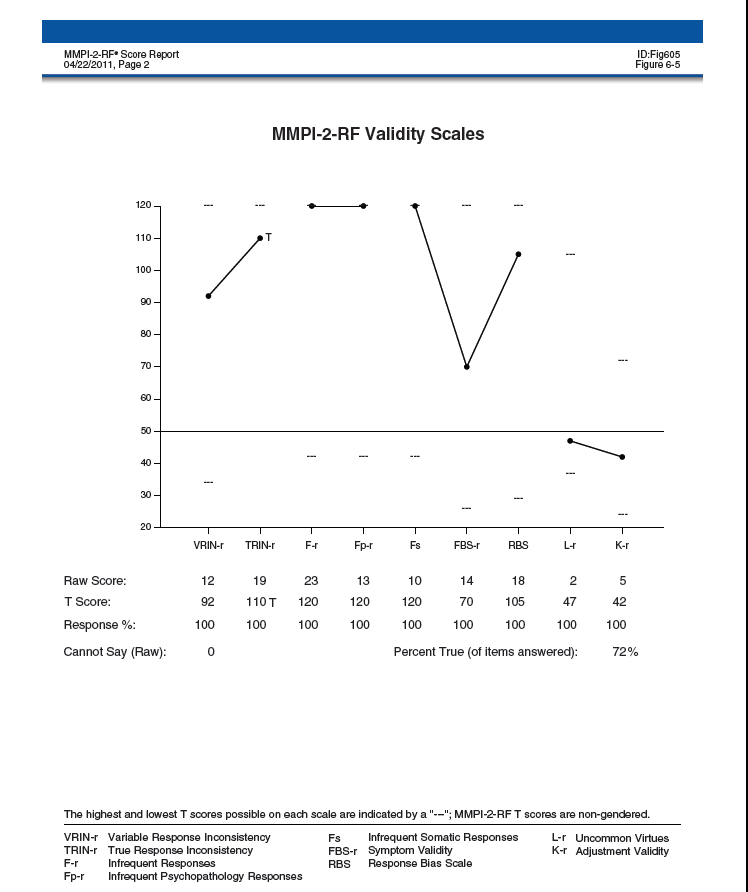 MMPI-2-RF® Score Report
04/22/2011, Page 2
ID:Fig605
Figure 6-5
MMPI-2-RF Validity Scales
120 --- --- --- --- --- --- ---
110 T
100 ---
90
80
70 ---
60
50
40 --- --- --- ---
30 --- --- --- ---
20
VRIN-r TRIN-r F-r Fp-r Fs FBS-r RBS L-r K-r
Raw Score: 12 19 23 13 10 14 18 2 5
T Score: 92 110 T 120 120 120 70 105 47 42
Response %: 100 100 100 100 100 100 100 100 100
Cannot Say (Raw): 0 Percent True (of items answered): 72%
The highest and lowest T scores possible on each scale are indicated by a "---"; MMPI-2-RF T scores are non-gendered.
VRIN-r Variable Response Inconsistency Fs Infrequent Somatic Responses L-r Uncommon Virtues
TRIN-r True Response Inconsistency FBS-r Symptom Validity K-r Adjustment Validity
F-r Infrequent Responses RBS Response Bias Scale
Fp-r Infrequent Psychopathology Responses